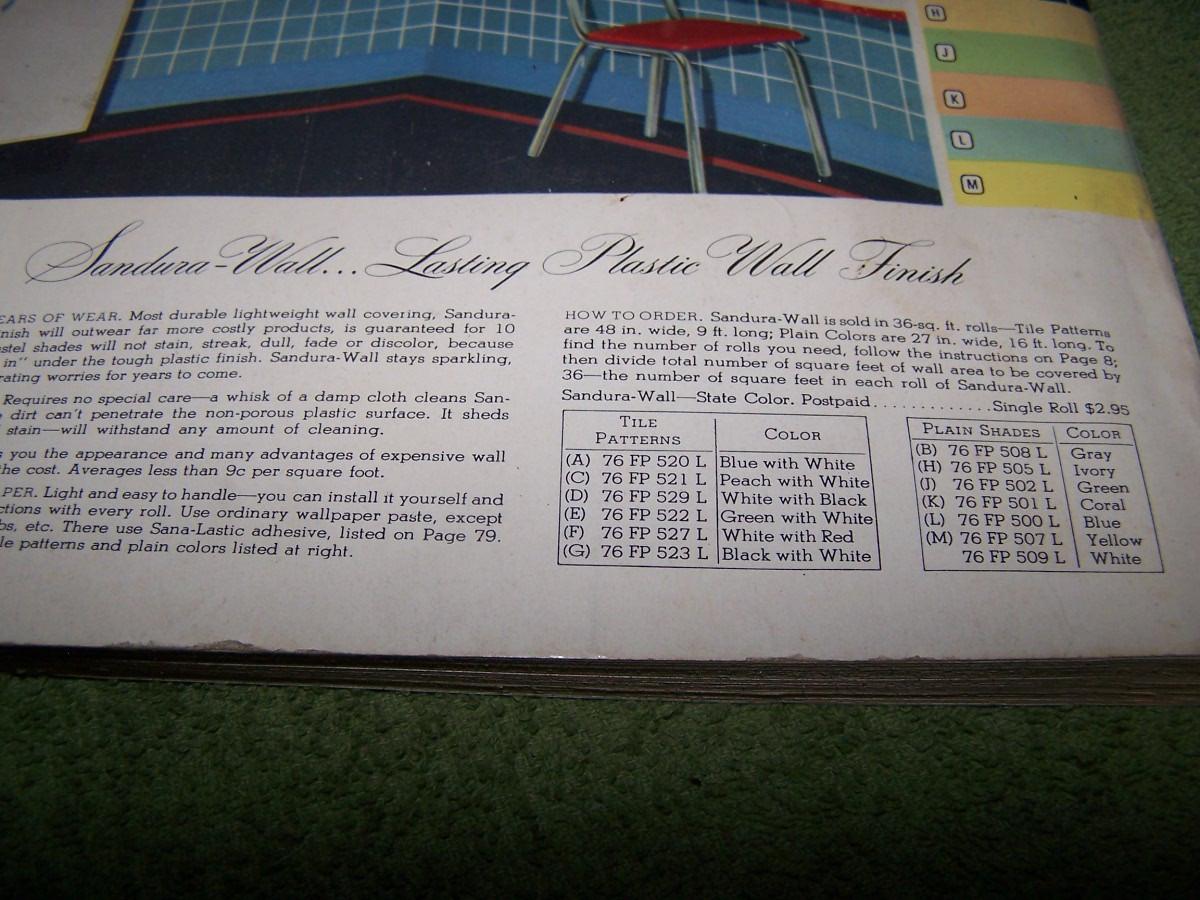 H
J
K
L
M
Sandura-Wall... Lasting Plastic Wall Finish
EARS OF WEAR. Most durable lightweight wall covering, Sandura-
nish will outwear far more costly products, is guaranteed for 10
stel shades will not stain, streak, dull, fade or discolor, because
in" under the tough plastic finish. Sandura-Wall stays sparkling,
rating worries for years to come.
Requires no special care—a whisk of a damp cloth cleans San-
dirt can't penetrate the non-porous plastic surface. It sheds
stain—will withstand any amount of cleaning.
s you the appearance and many advantages of expensive wall
the cost. Averages less than 9c per square foot.
PER. Light and easy to handle—you can install it yourself and
ctions with every roll. Use ordinary wallpaper paste, except
bs, etc. There use Sana-Lastic adhesive, listed on Page 79.
le patterns and plain colors listed at right.
HOW TO ORDER. Sandura-Wall is sold in 36-sq. ft. rolls—Tile Patterns
are 48 in. wide, 9 ft. long; Plain Colors are 27 in. wide, 16 ft. long. To
find the number of rolls you need, follow the instructions on Page 8;
then divide total number of square feet of wall area to be covered by
36—the number of square feet in each roll of Sandura-Wall.
Sandura-Wall—State Color. Postpaid.............Single Roll $2.95
TILE
PATTERNS COLOR
(A) 76 FP 520 L Blue with White
(C) 76 FP 521 L Peach with White
(D) 76 FP 529 L White with Black
(E) 76 FP 522 L Green with White
(F) 76 FP 527 L White with Red
(G) 76 FP 523 L Black with White
PLAIN SHADES COLOR
(B) 76 FP 508 L Gray
(H) 76 FP 505 L Ivory
(J) 76 FP 502 L Green
(K) 76 FP 501 L Coral
(L) 76 FP 500 L Blue
(M) 76 FP 507 L Yellow
76 FP 509 L White